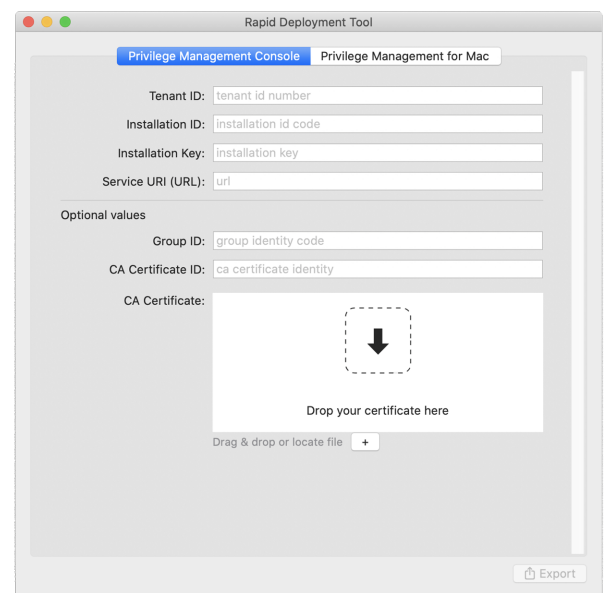 Rapid Deployment Tool
Privilege Management Console Privilege Management for Mac
Tenant ID: tenant id number
Installation ID: installation id code
Installation Key: installation key
Service URI (URL): url
Optional values
Group ID: group identity code
CA Certificate ID: ca certificate identity
CA Certificate:
Drop your certificate here
Drag & drop or locate file +
Export